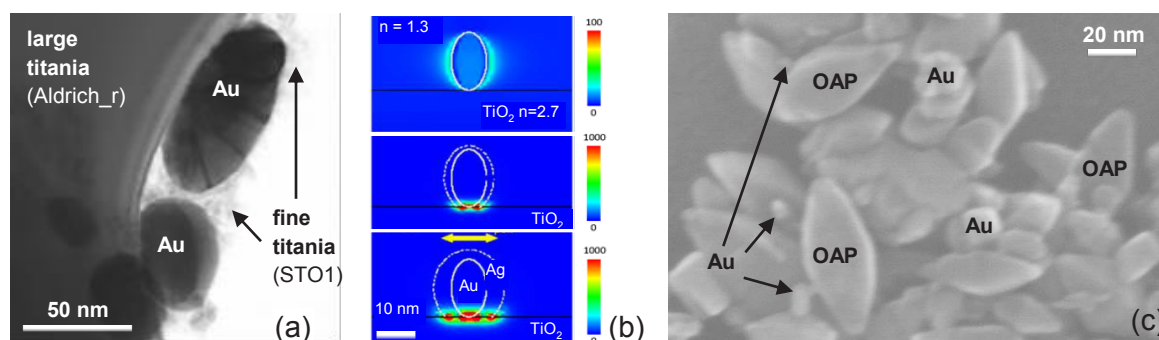 large
titania
(Aldrich_r)
Au
Au
fine
titania
(STO1)
50 nm
(a)
n = 1.3
TiO2 n=2.7
100
0
TiO2
1000
0
Ag
Au
10 nm
TiO2
1000
0
(b)
20 nm
OAP
Au
OAP
Au
Au
OAP
(c)